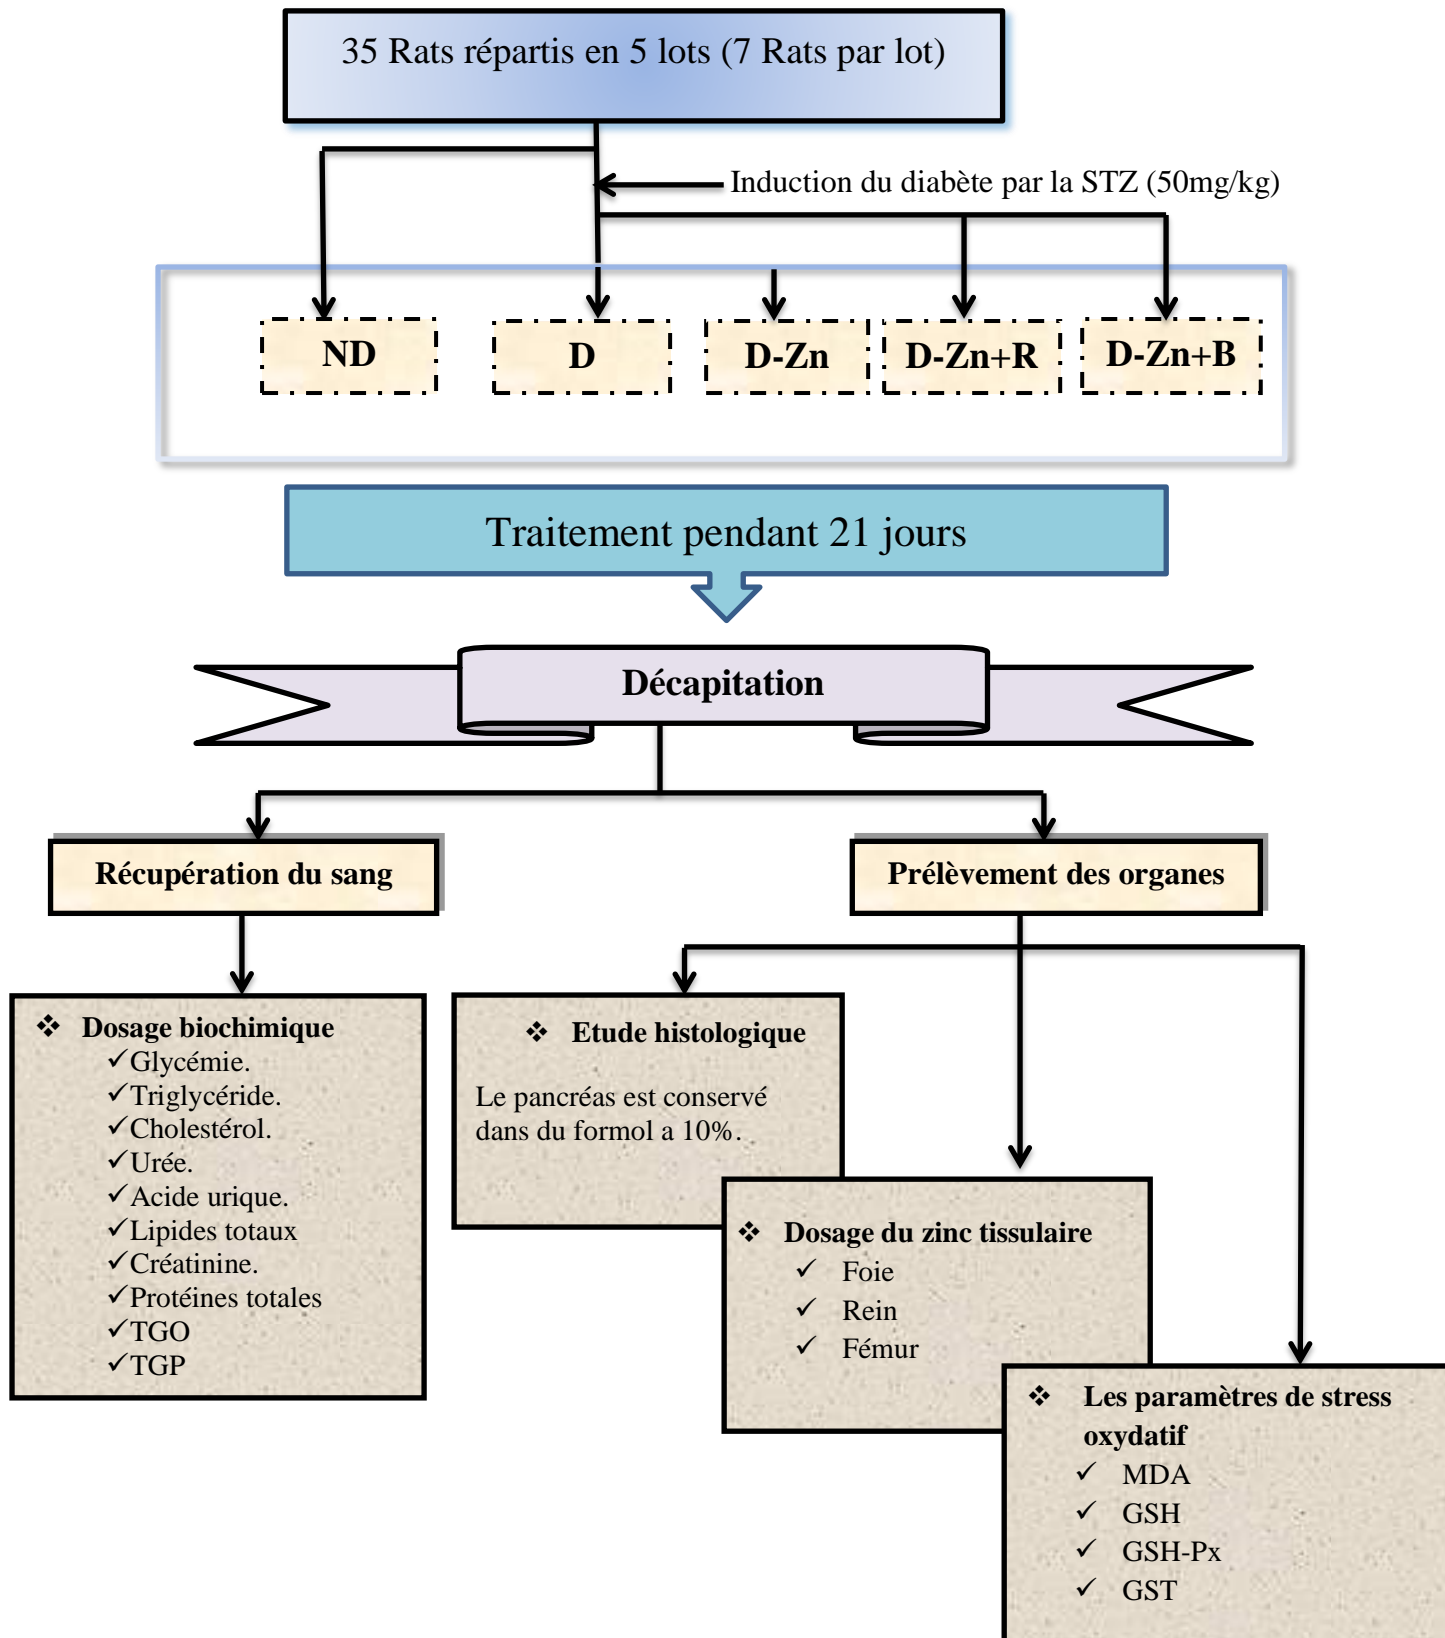 35 Rats répartis en 5 lots (7 Rats par lot)
Induction du diabète par la STZ (50mg/kg)
ND
D
D-Zn
D-Zn+R
D-Zn+B
Traitement pendant 21 jours
Décapitation
Récupération du sang
Prélèvement des organes
❖ Dosage biochimique
✓Glycémie.
✓Triglycéride.
✓Cholestérol.
✓Urée.
✓Acide urique.
✓Lipides totaux
✓Créatinine.
✓Protéines totales
✓TGO
✓TGP
❖ Etude histologique
Le pancréas est conservé
dans du formol a 10%.
❖ Dosage du zinc tissulaire
✓ Foie
✓ Rein
✓ Fémur
❖ Les paramètres de stress
oxydatif
✓ MDA
✓ GSH
✓ GSH-Px
✓ GST